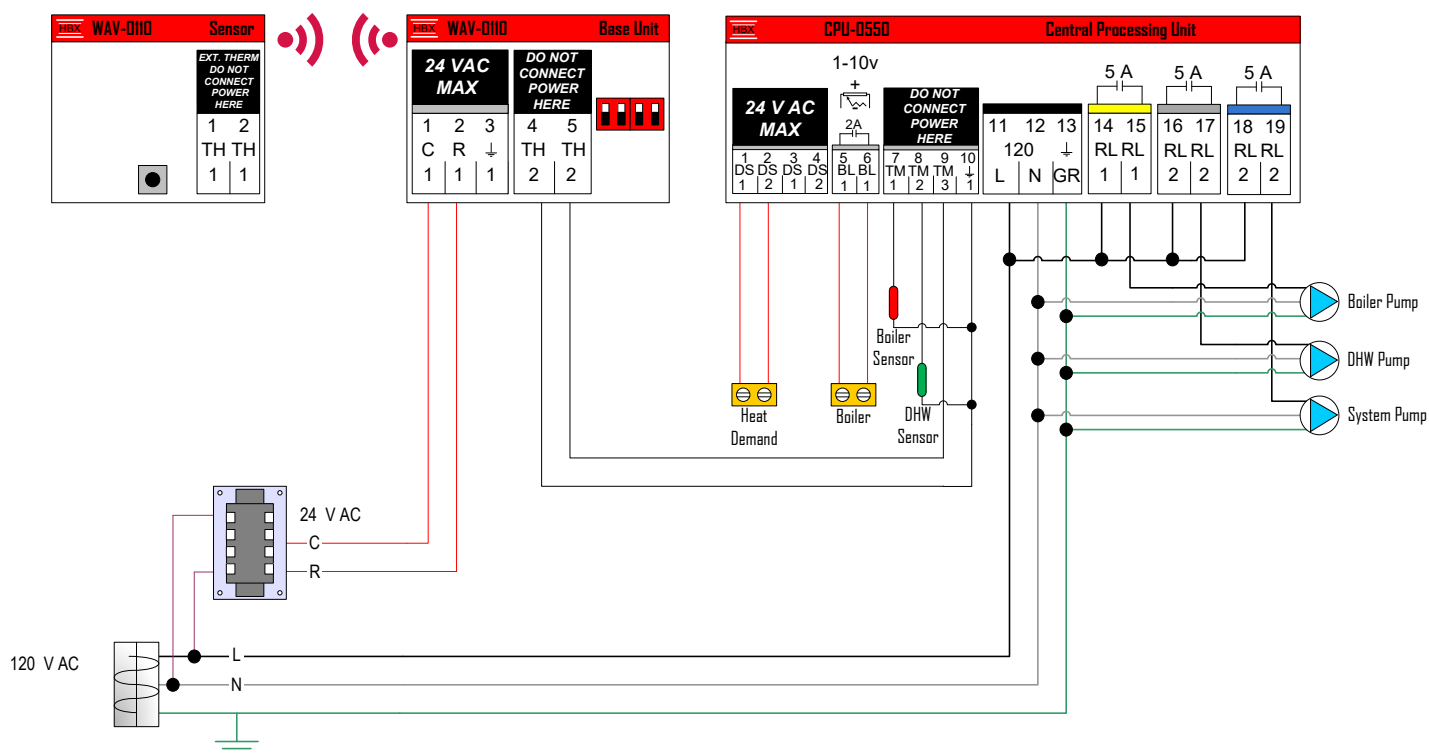 HBX WAV-0110 Sensor
EXT. THERM
DO NOT
CONNECT
POWER
HERE
1 2
TH TH
1 1
HBX WAV-0110 Base Unit
24 VAC
MAX
DO NOT
CONNECT
POWER
HERE
1 2 3 4 5
C R ⏚ TH TH
1 1 1 2 2
HBX CPU-0550 Central Processing Unit
24 V AC
MAX
1-10v
+
2A
DO NOT
CONNECT
POWER
HERE
5 A
5 A
5 A
1 2 3 4
DS DS DS DS
1 2 1 2
5 6
BL BL
1 1
7 8 9 10
TM TM TM ⏚
1 2 3 1
11 12 13
120 ⏚
L N GR
14 15
RL RL
1 1
16 17
RL RL
2 2
18 19
RL RL
2 2
Boiler Pump
DHW Pump
System Pump
Boiler
Sensor
DHW
Sensor
Heat
Demand
Boiler
24 V AC
C
R
120 V AC
L
N